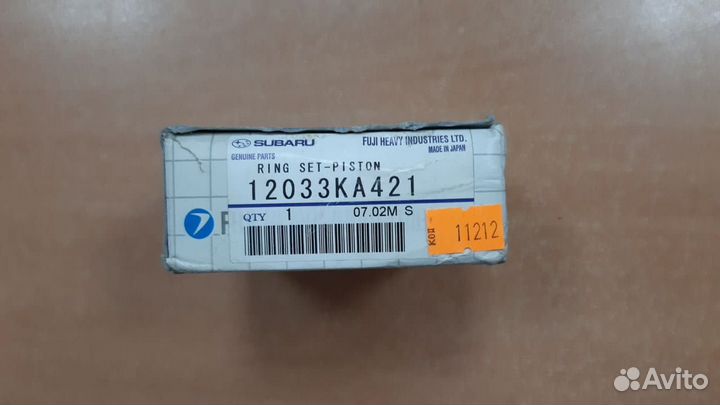 SUBARU FUJI HEAVY INDUSTRIES LTD.
GENUINE PARTS MADE IN JAPAN
RING SET-PISTON
12033KA421
QTY 1 07.02M S
код 11212
Avito